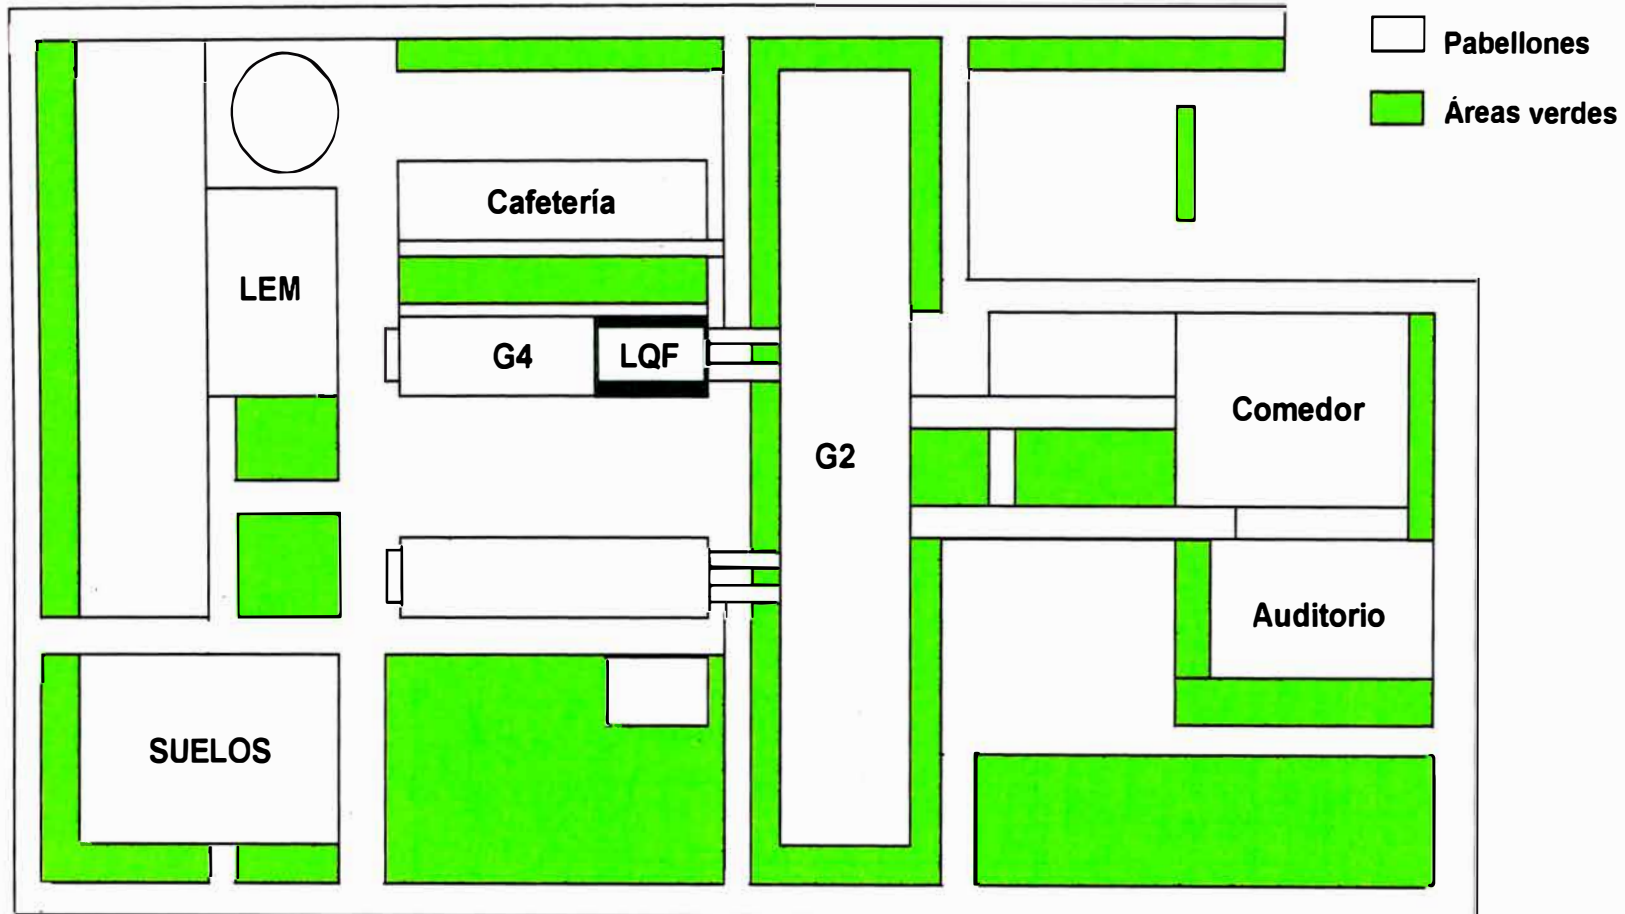 Pabellones
Áreas verdes
Cafetería
LEM
G4
LQF
Comedor
G2
Auditorio
SUELOS